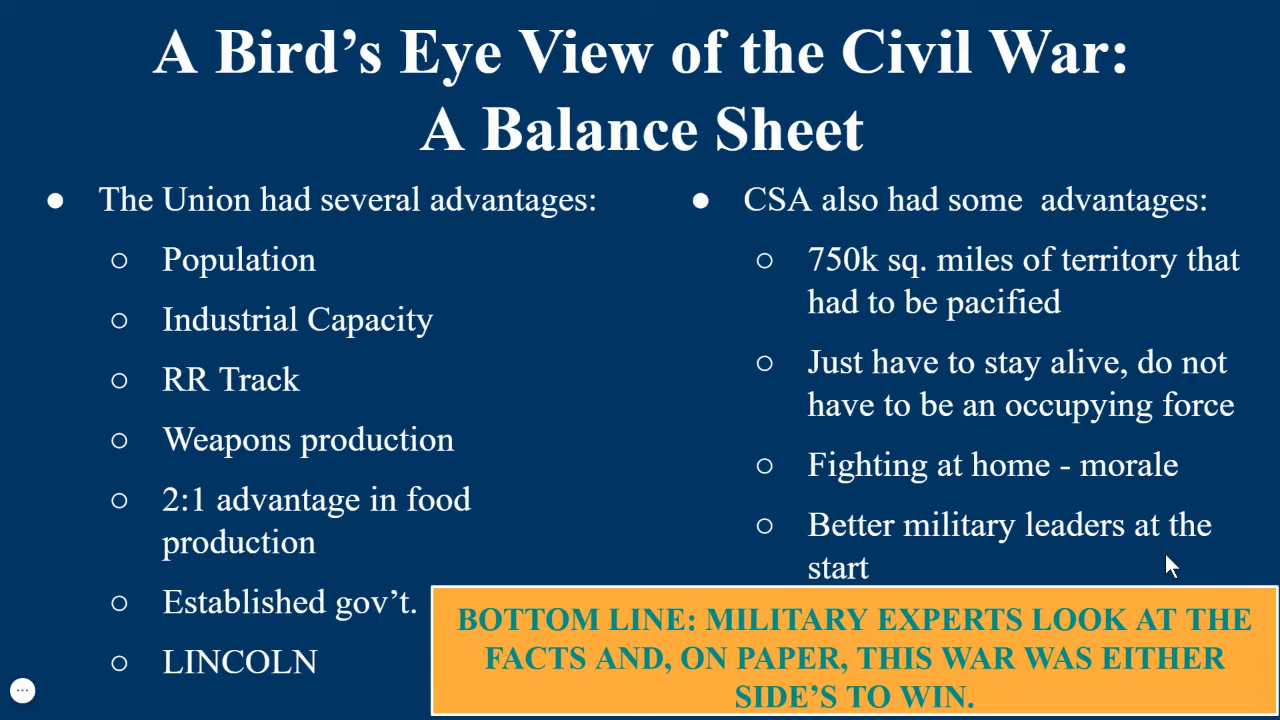 A Bird’s Eye View of the Civil War:
A Balance Sheet
● The Union had several advantages:
○ Population
○ Industrial Capacity
○ RR Track
○ Weapons production
○ 2:1 advantage in food
production
○ Established gov’t.
○ LINCOLN
● CSA also had some  advantages:
○ 750k sq. miles of territory that
had to be pacified
○ Just have to stay alive, do not
have to be an occupying force
○ Fighting at home - morale
○ Better military leaders at the
start
BOTTOM LINE: MILITARY EXPERTS LOOK AT THE
FACTS AND, ON PAPER, THIS WAR WAS EITHER
SIDE’S TO WIN.